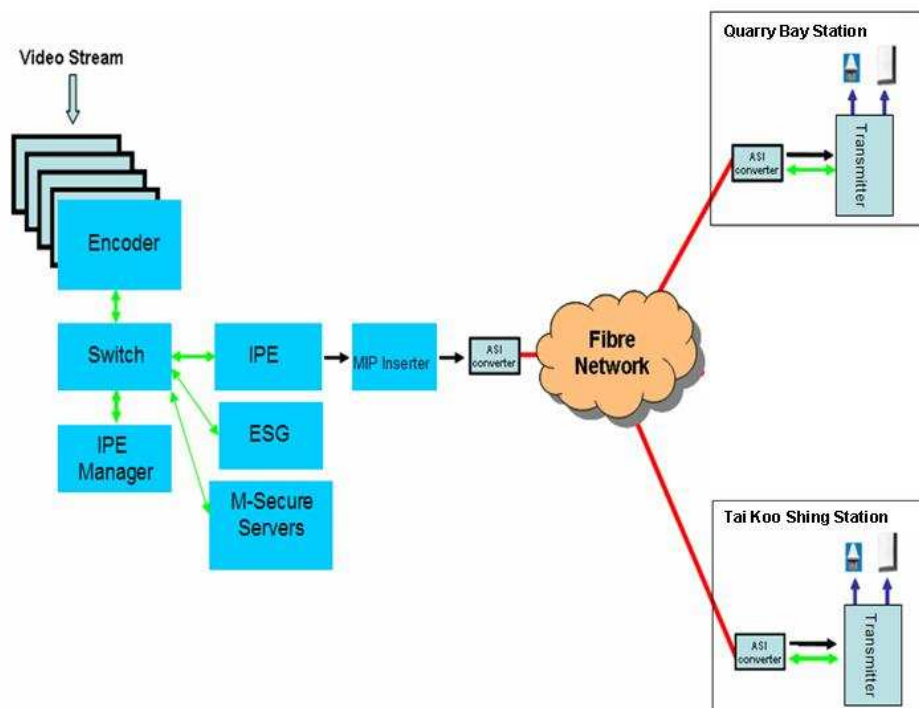 Video Stream
Encoder
Switch
IPE
Manager
IPE
ESG
M-Secure
Servers
MIP Inserter
ASI
converter
Fibre
Network
Quarry Bay Station
ASI
converter
Transmitter
Tai Koo Shing Station
ASI
converter
Transmitter